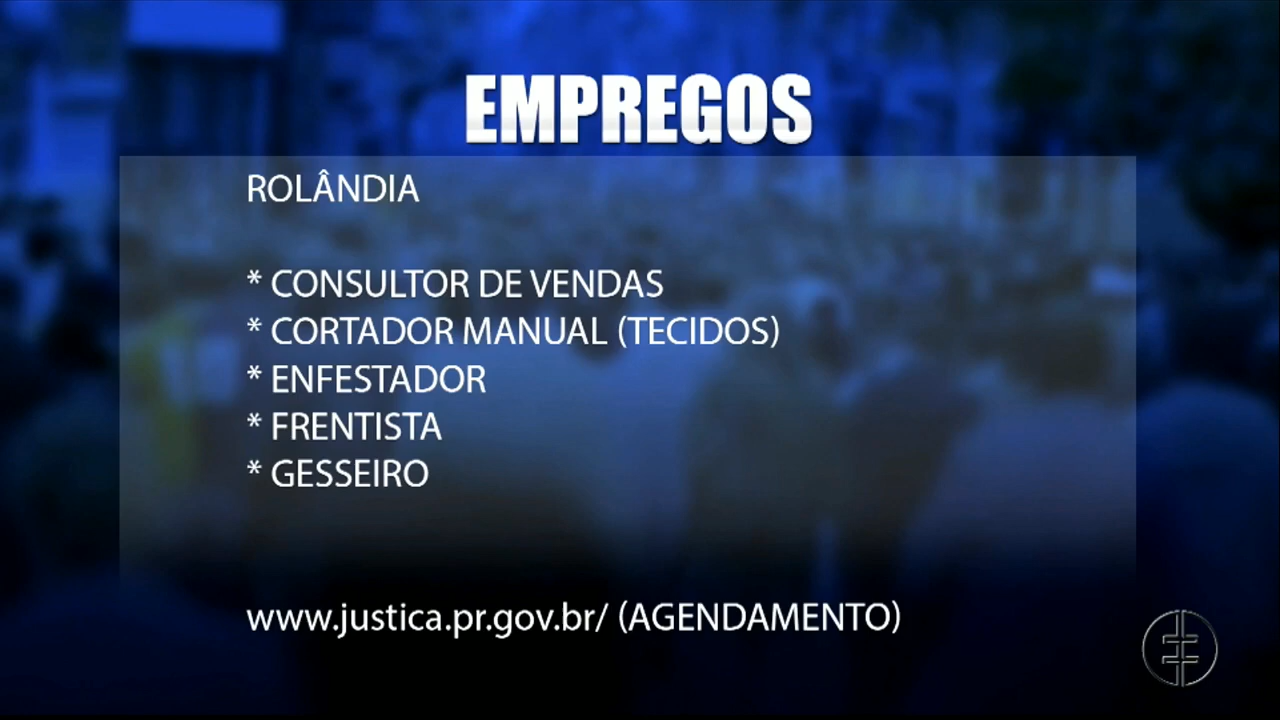 EMPREGOS
ROLÂNDIA
* CONSULTOR DE VENDAS
* CORTADOR MANUAL (TECIDOS)
* ENFESTADOR
* FRENTISTA
* GESSEIRO
www.justica.pr.gov.br/ (AGENDAMENTO)